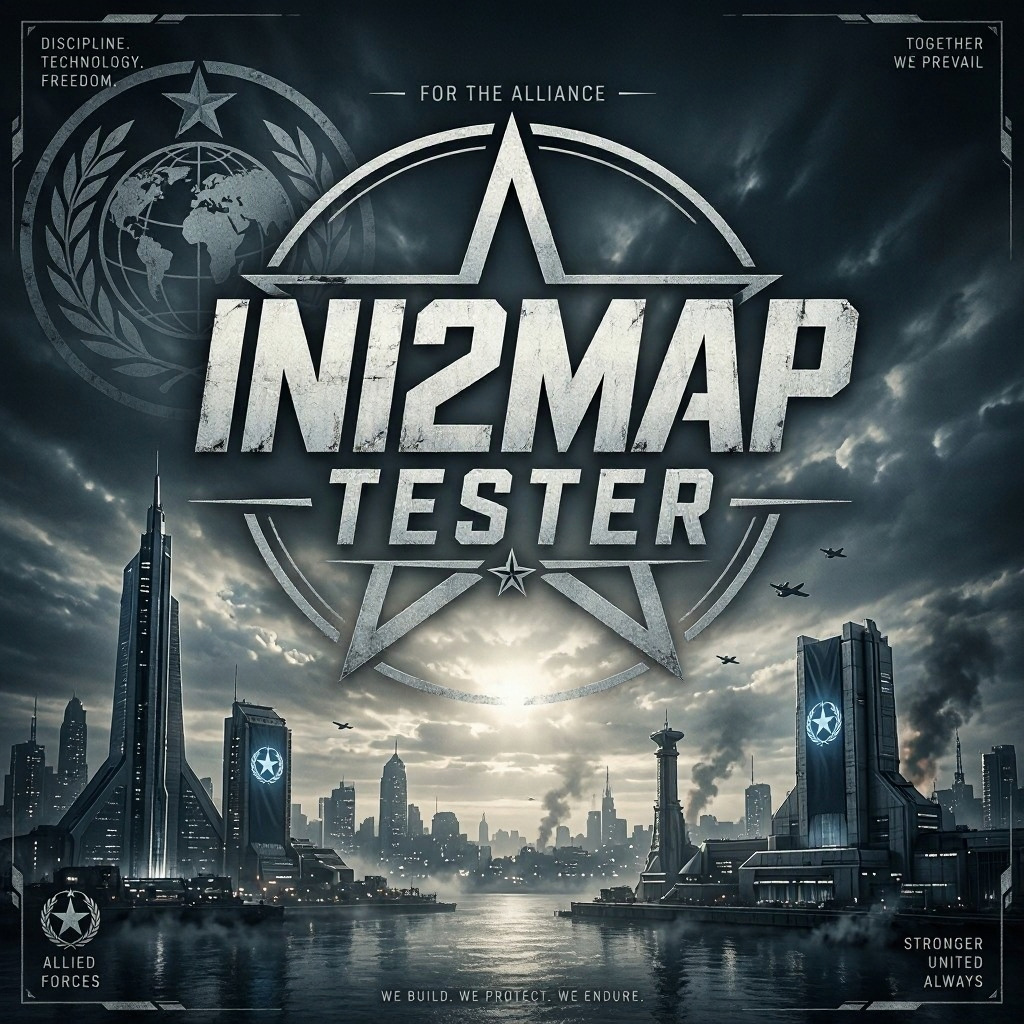 DISCIPLINE.
TECHNOLOGY.
FREEDOM.
TOGETHER
WE PREVAIL
FOR THE ALLIANCE
INI2MAP
TESTER
ALLIED
FORCES
STRONGER
UNITED
ALWAYS
WE BUILD. WE PROTECT. WE ENDURE.